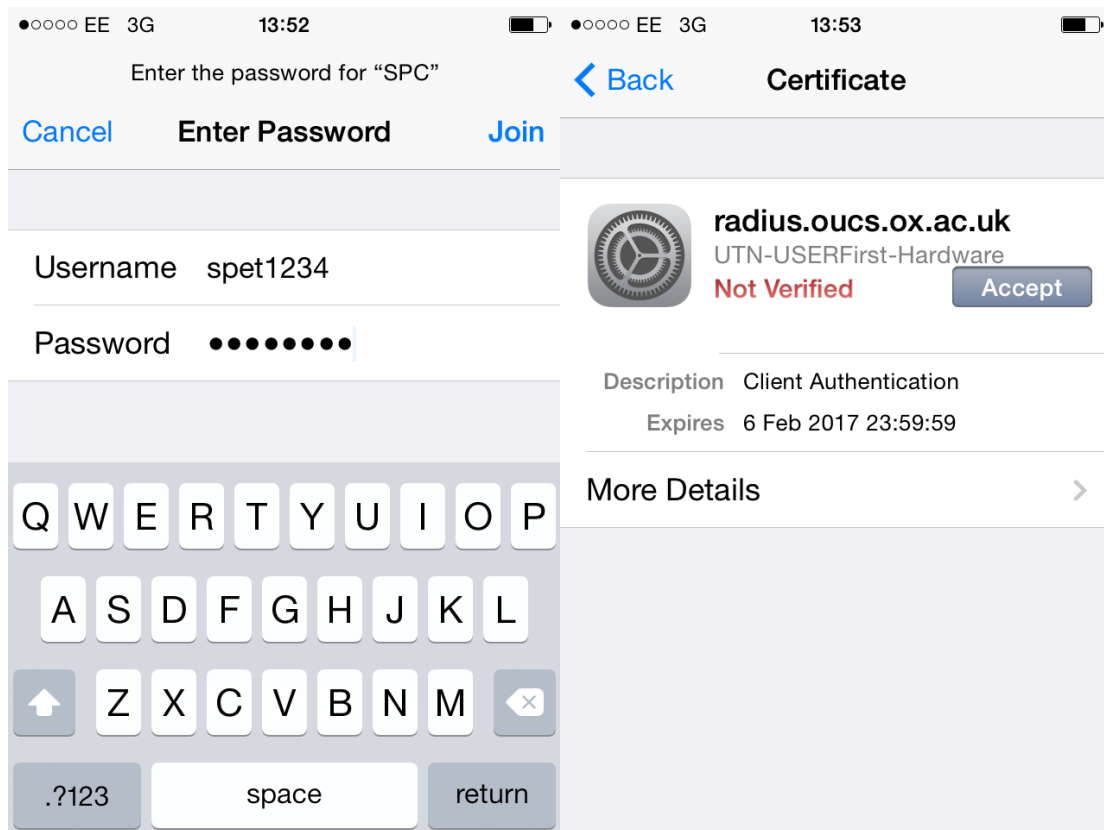 EE 3G 13:52
Enter the password for “SPC”
Cancel Enter Password Join
Username spet1234
Password ●●●●●●●●
Q W E R T Y U I O P
A S D F G H J K L
Z X C V B N M
.?123 space return
EE 3G 13:53
Back Certificate
radius.oucs.ox.ac.uk
UTN-USERFirst-Hardware
Not Verified Accept
Description Client Authentication
Expires 6 Feb 2017 23:59:59
More Details